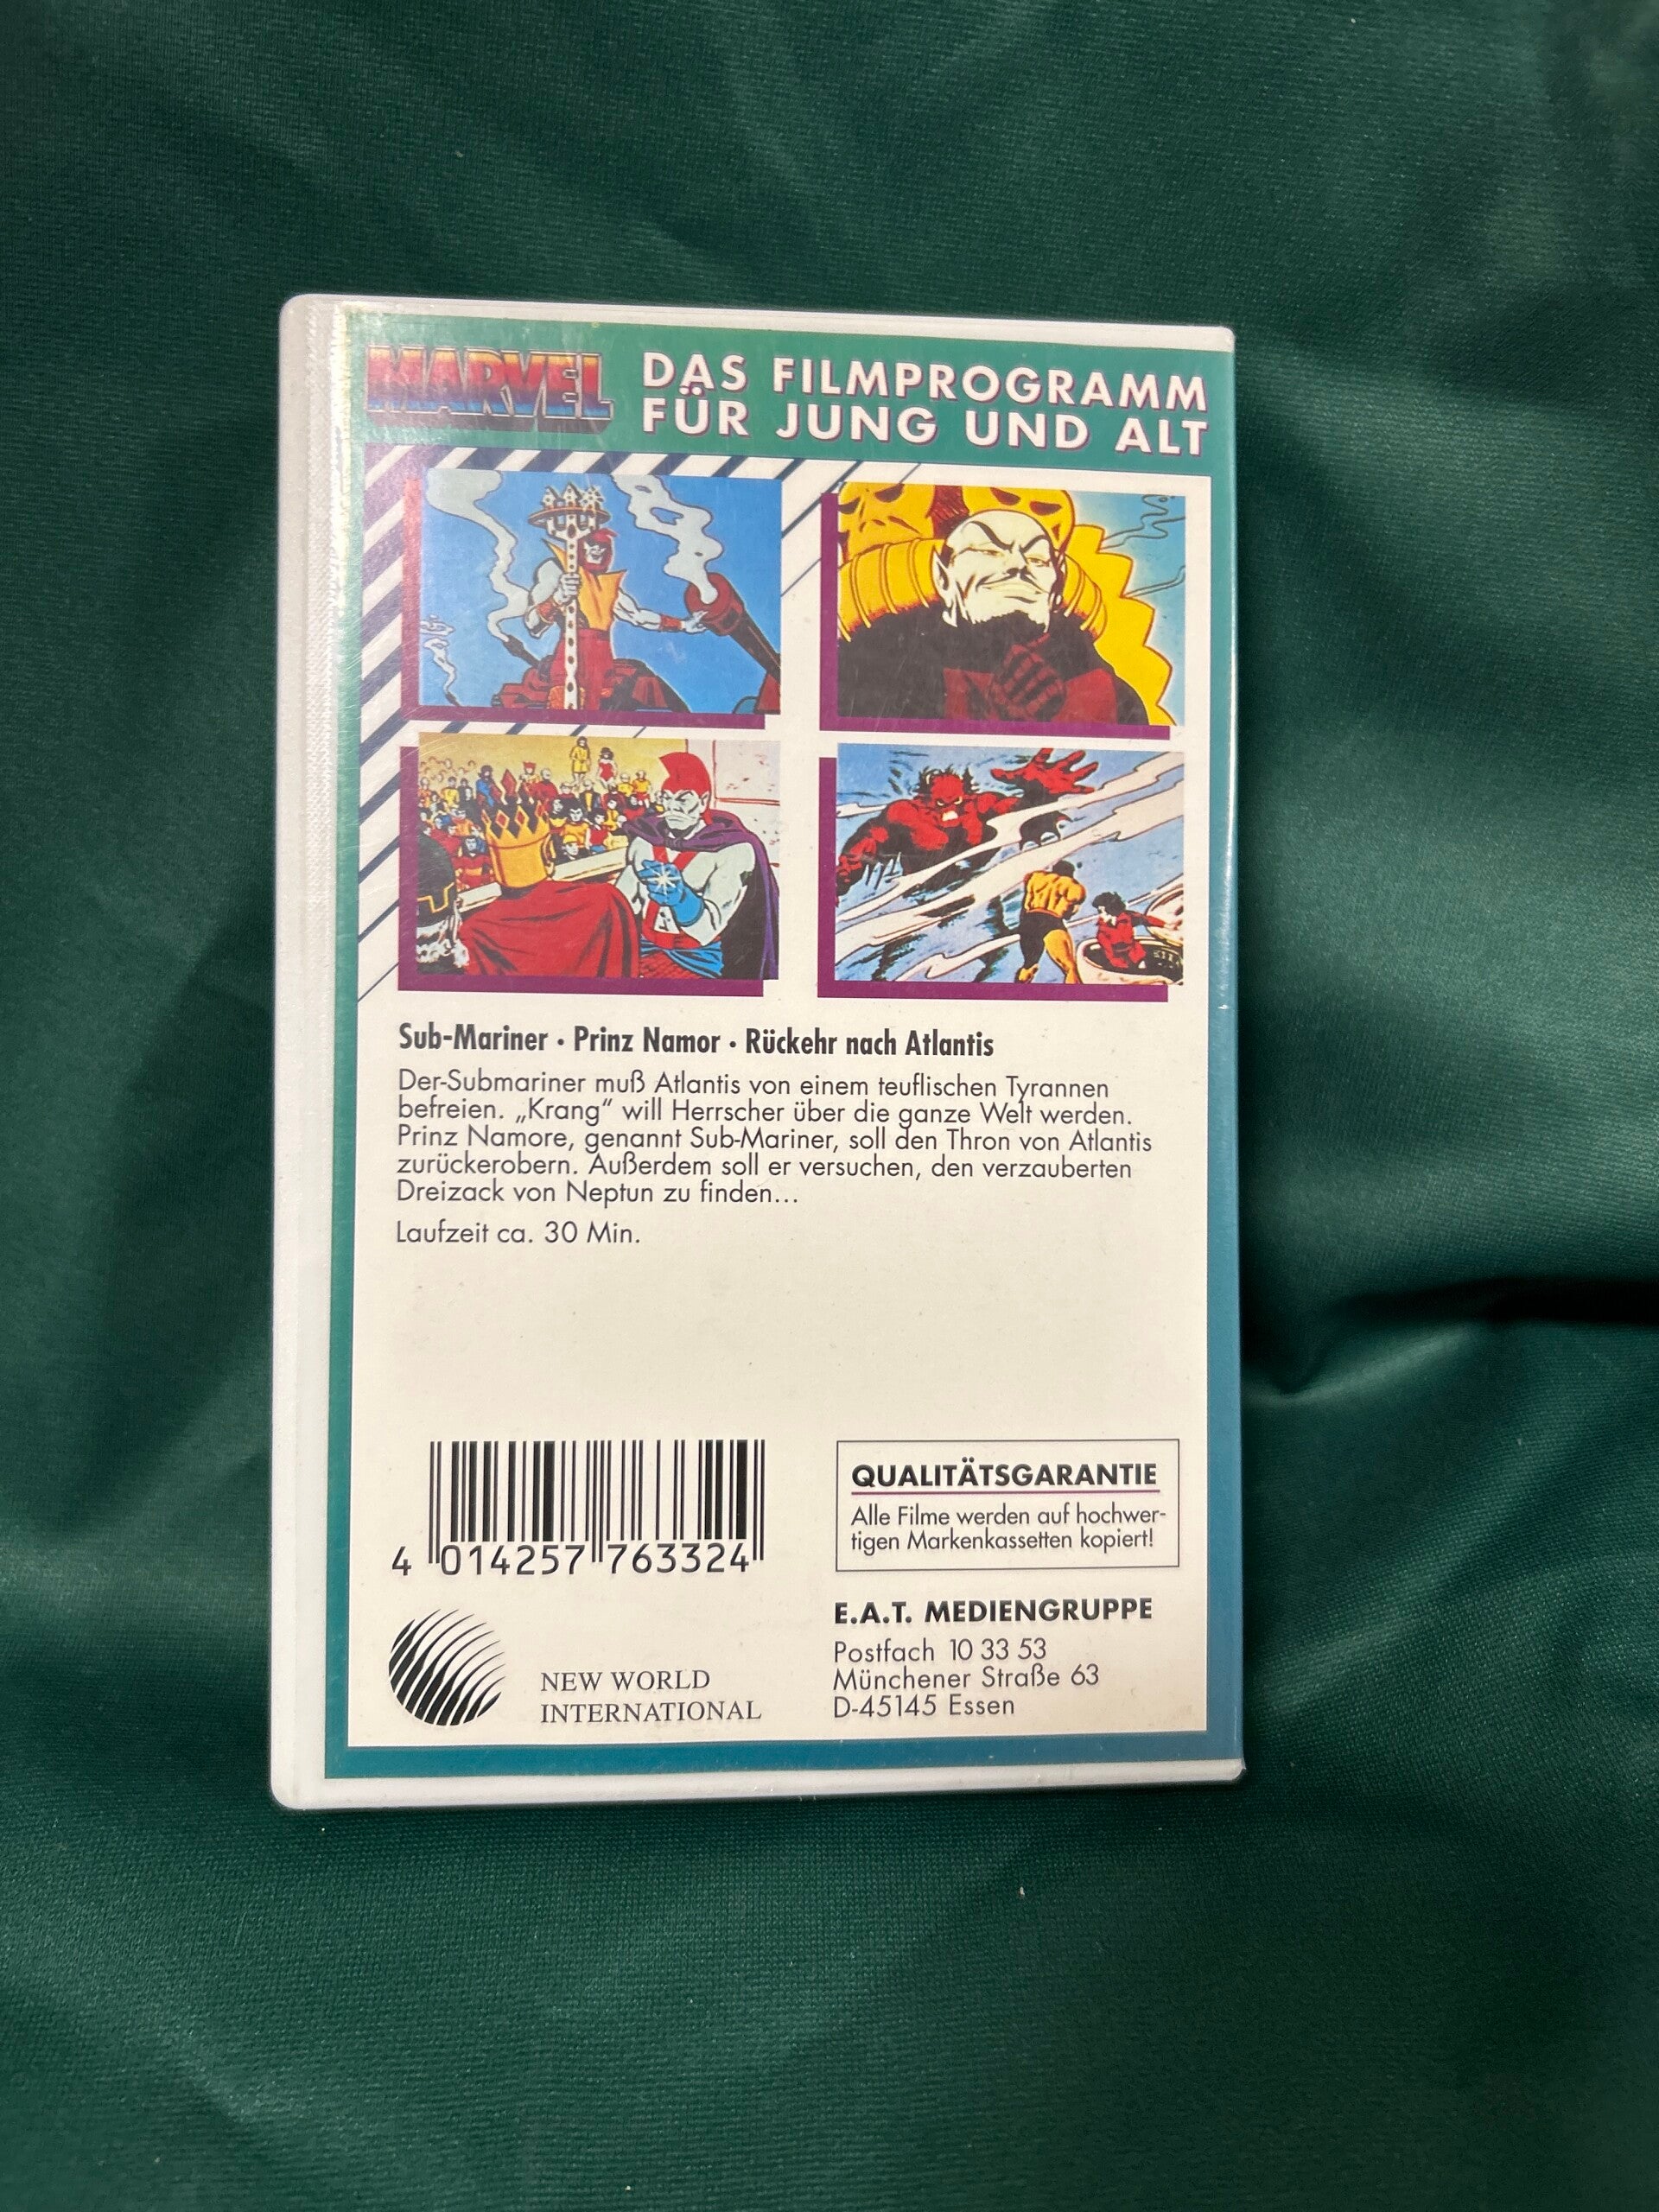 MARVEL
DAS FILMPROGRAMM
FÜR JUNG UND ALT
Sub-Mariner · Prinz Namor · Rückehr nach Atlantis
Der-Submariner muß Atlantis von einem teuflischen Tyrannen
befreien. „Krang“ will Herrscher über die ganze Welt werden.
Prinz Namore, genannt Sub-Mariner, soll den Thron von Atlantis
zurückerobern. Außerdem soll er versuchen, den verzauberten
Dreizack von Neptun zu finden...
Laufzeit ca. 30 Min.
4 014257 763324
QUALITÄTSGARANTIE
Alle Filme werden auf hochwer-
tigen Markenkassetten kopiert!
NEW WORLD
INTERNATIONAL
E.A.T. MEDIENGRUPPE
Postfach 10 33 53
Münchener Straße 63
D-45145 Essen